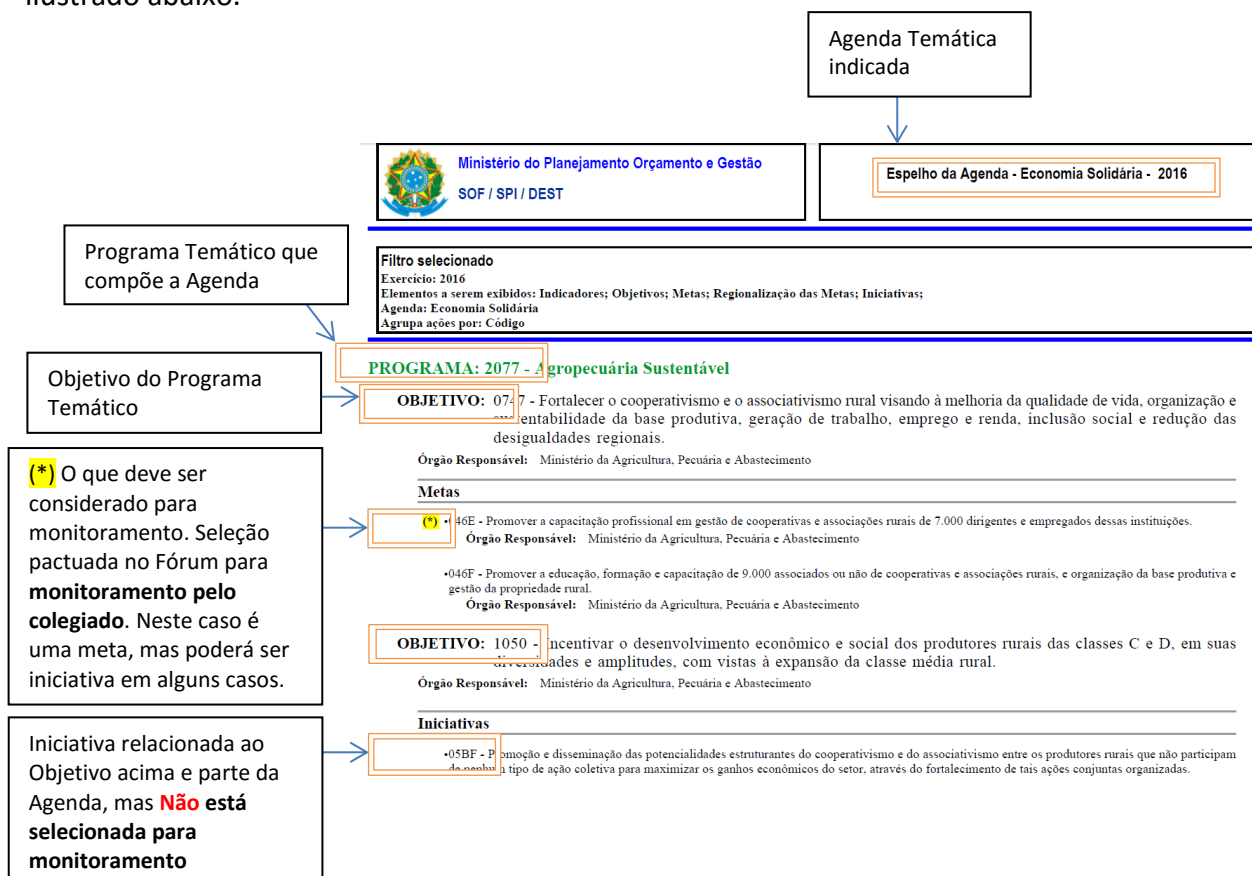 ilustrado abaixo:
Agenda Temática
indicada
Ministério do Planejamento Orçamento e Gestão
SOF / SPI / DEST
Espelho da Agenda - Economia Solidária - 2016
Programa Temático que
compõe a Agenda
Filtro selecionado
Exercício: 2016
Elementos a serem exibidos: Indicadores; Objetivos; Metas; Regionalização das Metas; Iniciativas;
Agenda: Economia Solidária
Agrupa ações por: Código
PROGRAMA: 2077 - Agropecuária Sustentável
Objetivo do Programa
Temático
OBJETIVO: 0747 - Fortalecer o cooperativismo e o associativismo rural visando à melhoria da qualidade de vida, organização e
sustentabilidade da base produtiva, geração de trabalho, emprego e renda, inclusão social e redução das
desigualdades regionais.
Órgão Responsável: Ministério da Agricultura, Pecuária e Abastecimento
(*) O que deve ser
considerado para
monitoramento. Seleção
pactuada no Fórum para
monitoramento pelo
colegiado. Neste caso é
uma meta, mas poderá ser
iniciativa em alguns casos.
Metas
(*) •046E - Promover a capacitação profissional em gestão de cooperativas e associações rurais de 7.000 dirigentes e empregados dessas instituições.
Órgão Responsável: Ministério da Agricultura, Pecuária e Abastecimento
•046F - Promover a educação, formação e capacitação de 9.000 associados ou não de cooperativas e associações rurais, e organização da base produtiva e
gestão da propriedade rural.
Órgão Responsável: Ministério da Agricultura, Pecuária e Abastecimento
OBJETIVO: 1050 - Incentivar o desenvolvimento econômico e social dos produtores rurais das classes C e D, em suas
diversidades e amplitudes, com vistas à expansão da classe média rural.
Órgão Responsável: Ministério da Agricultura, Pecuária e Abastecimento
Iniciativa relacionada ao
Objetivo acima e parte da
Agenda, mas Não está
selecionada para
monitoramento
Iniciativas
•05BF - Promoção e disseminação das potencialidades estruturantes do cooperativismo e do associativismo entre os produtores rurais que não participam
de nenhum tipo de ação coletiva para maximizar os ganhos econômicos do setor, através do fortalecimento de tais ações conjuntas organizadas.